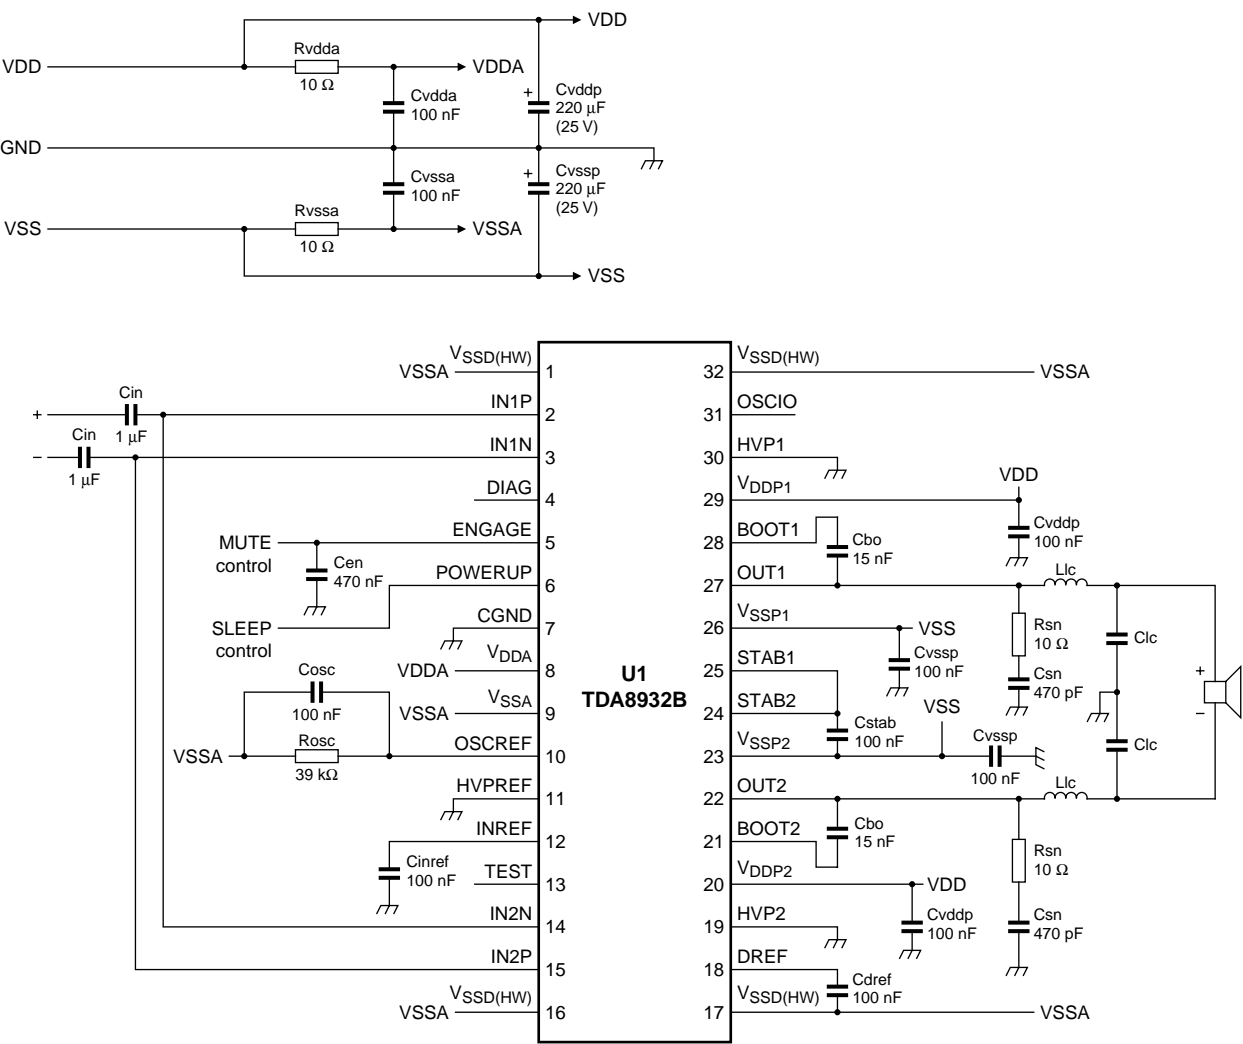 VDD
VDD
Rvdda
10 Ω
VDDA
Cvdda
100 nF
+
Cvddp
220 μF
(25 V)
GND
Cvssa
100 nF
+
Cvssp
220 μF
(25 V)
VSS
Rvssa
10 Ω
VSSA
VSS
VSSD(HW)
VSSA
1
+
Cin
1 μF
IN1P
2
−
Cin
1 μF
IN1N
3
DIAG
4
MUTE
control
Cen
470 nF
ENGAGE
5
POWERUP
6
SLEEP
control
CGND
7
VDDA
VDDA
8
VSSA
VSSA
9
Cosc
100 nF
VSSA
Rosc
39 kΩ
OSCREF
10
HVPREF
11
INREF
12
Cinref
100 nF
TEST
13
IN2N
14
IN2P
15
VSSD(HW)
VSSA
16
U1
TDA8932B
32
VSSD(HW)
VSSA
31
OSCIO
30
HVP1
29
VDDP1
VDD
Cvddp
100 nF
28
BOOT1
Cbo
15 nF
27
OUT1
Llc
26
VSSP1
VSS
Cvssp
100 nF
Rsn
10 Ω
Csn
470 pF
Clc
25
STAB1
24
STAB2
Cstab
100 nF
+
−
23
VSSP2
VSS
Cvssp
100 nF
Clc
22
OUT2
Llc
21
BOOT2
Cbo
15 nF
Rsn
10 Ω
20
VDDP2
VDD
Cvddp
100 nF
Csn
470 pF
19
HVP2
18
DREF
Cdref
100 nF
17
VSSD(HW)
VSSA